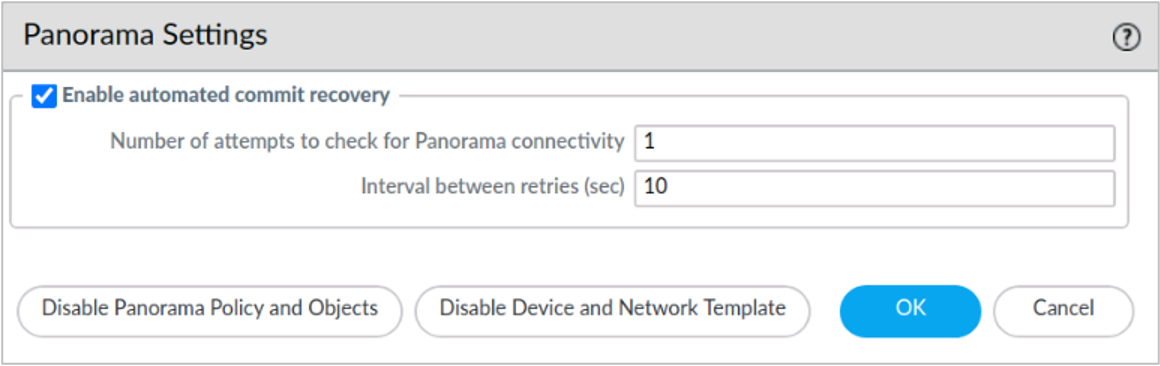 Panorama Settings
?
Enable automated commit recovery
Number of attempts to check for Panorama connectivity 1
Interval between retries (sec) 10
Disable Panorama Policy and Objects Disable Device and Network Template OK Cancel